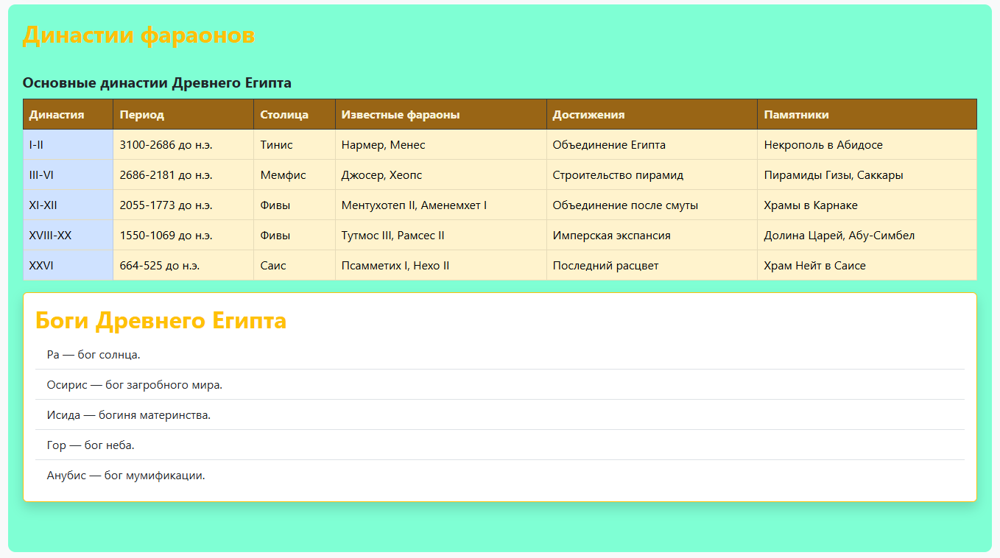 Династии фараонов
Основные династии Древнего Египта
Династия Период Столица Известные фараоны Достижения Памятники
I-II 3100-2686 до н.э. Тинис Нармер, Менес Объединение Египта Некрополь в Абидосе
III-VI 2686-2181 до н.э. Мемфис Джосер, Хеопс Строительство пирамид Пирамиды Гизы, Саккары
XI-XII 2055-1773 до н.э. Фивы Ментухотеп II, Аменемхет I Объединение после смуты Храмы в Карнаке
XVIII-XX 1550-1069 до н.э. Фивы Тутмос III, Рамсес II Имперская экспансия Долина Царей, Абу-Симбел
XXVI 664-525 до н.э. Саис Псамметих I, Нехо II Последний расцвет Храм Нейт в Саисе
Боги Древнего Египта
Ра — бог солнца.
Осирис — бог загробного мира.
Исида — богиня материнства.
Гор — бог неба.
Анубис — бог мумификации.